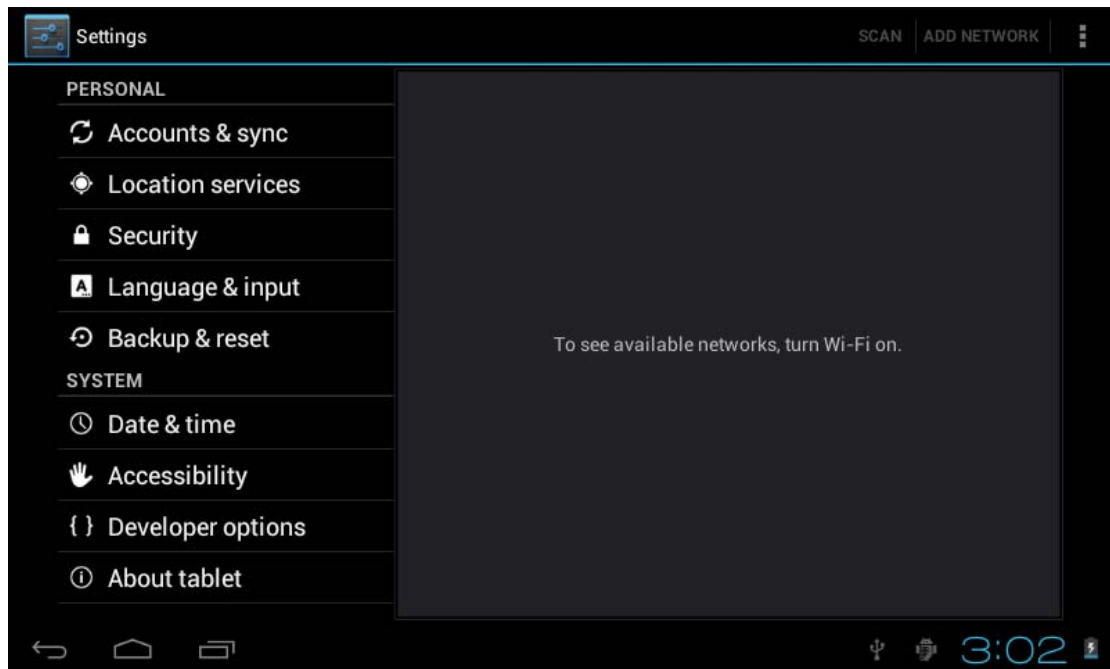 Settings
SCAN
ADD NETWORK
PERSONAL
Accounts & sync
Location services
Security
Language & input
Backup & reset
SYSTEM
Date & time
Accessibility
{ } Developer options
About tablet
To see available networks, turn Wi-Fi on.
3:02